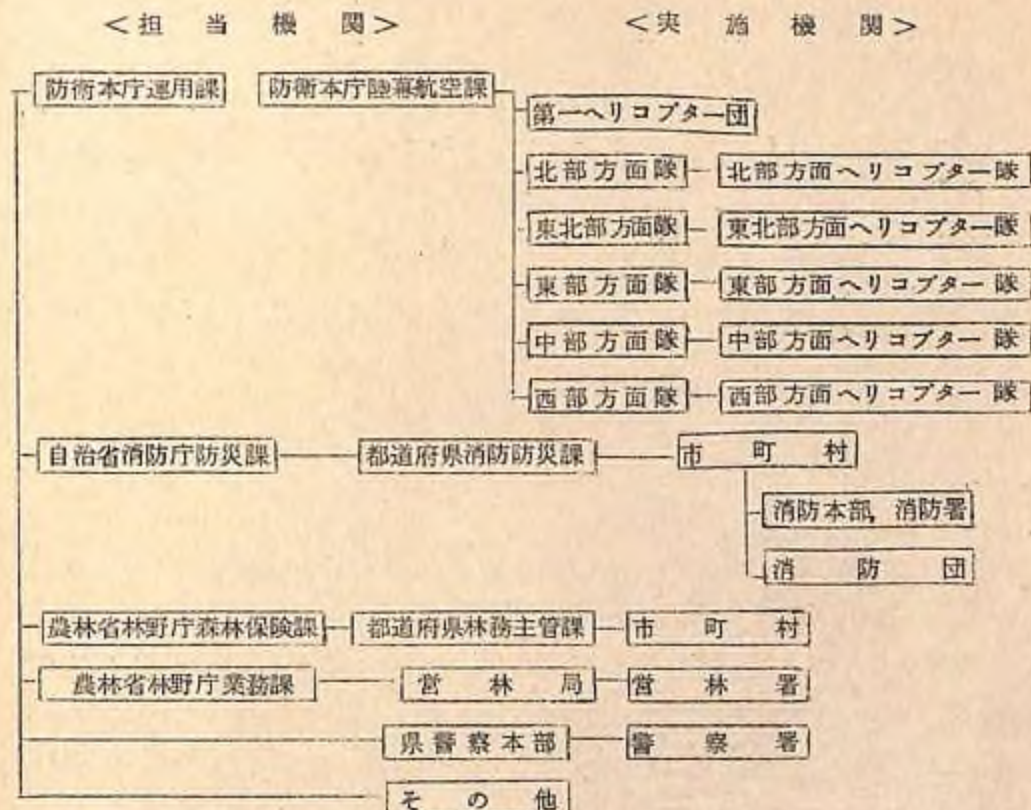 ＜担当機関＞ ＜実施機関＞
防衛本庁運用課 防衛本庁陸幕航空課
第一ヘリコプター団
北部方面隊 北部方面ヘリコプター隊
東北部方面隊 東北部方面ヘリコプター隊
東部方面隊 東部方面ヘリコプター隊
中部方面隊 中部方面ヘリコプター隊
西部方面隊 西部方面ヘリコプター隊
自治省消防庁防災課 都道府県消防防災課 市町村
消防本部，消防署
消防団
農林省林野庁森林保険課 都道府県林務主管課 市町村
農林省林野庁業務課 営林局 営林署
県警察本部 警察署
その他